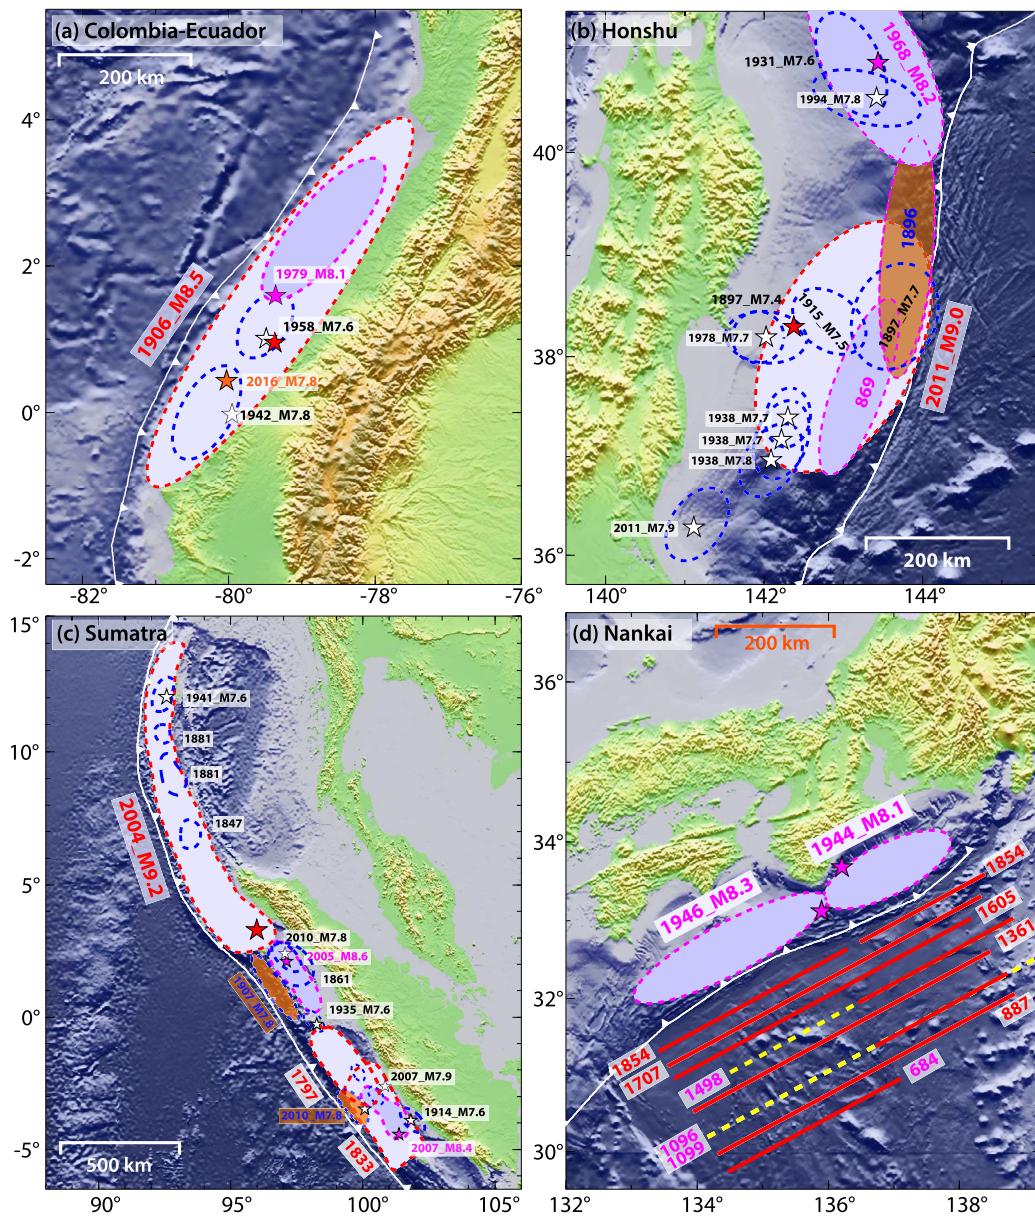 (a) Colombia-Ecuador
200 km
4°
2°
0°
-2°
1906_M8.5
1979_M8.1
1958_M7.6
2016_M7.8
1942_M7.8
-82
-80
-78
-76
(b) Honshu
1931_M7.6
1968_M8.2
1994_M7.8
40°
38°
36°
1896
1897_M7.4
1915_M7.5
1897_M7.7
1978_M7.7
869
2011_M9.0
1938_M7.7
1938_M7.7
1938_M7.8
2011_M7.9
200 km
140
142
144
(c) Sumatra
15°
10°
5°
0°
-5°
1941_M7.6
1881
1881
1847
2004_M9.2
2010_M7.8
2005_M8.6
1861
1907_M7.8
1935_M7.6
2007_M7.9
1797
2010_M7.8
1914_M7.6
2007_M8.4
1833
500 km
90
95
100
105
(d) Nankai
200 km
36°
34°
32°
30°
1944_M8.1
1946_M8.3
1854
1605
1361
887
684
1854
1707
1498
1096
1099
132
134
136
138